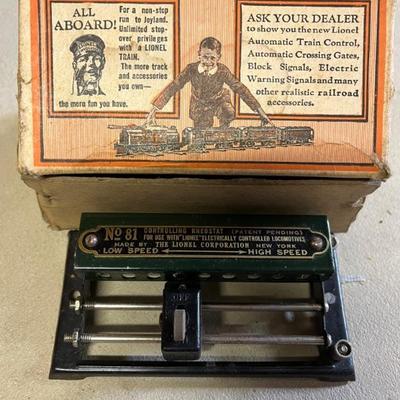 ALL
ABOARD!
For a non-stop
run to Joyland.
Unlimited stop-
over privileges
with a LIONEL
TRAIN.
The more track
and accessories
you own—
the more fun you have.
ASK YOUR DEALER
to show you the new Lionel
Automatic Train Control,
Automatic Crossing Gates,
Block Signals, Electric
Warning Signals and many
other realistic railroad
accessories.
No 81 CONTROLLING RHEOSTAT (PATENT PENDING)
FOR USE WITH "LIONEL" ELECTRICALLY CONTROLLED LOCOMOTIVES
MADE BY THE LIONEL CORPORATION NEW YORK
LOW SPEED HIGH SPEED
OFF